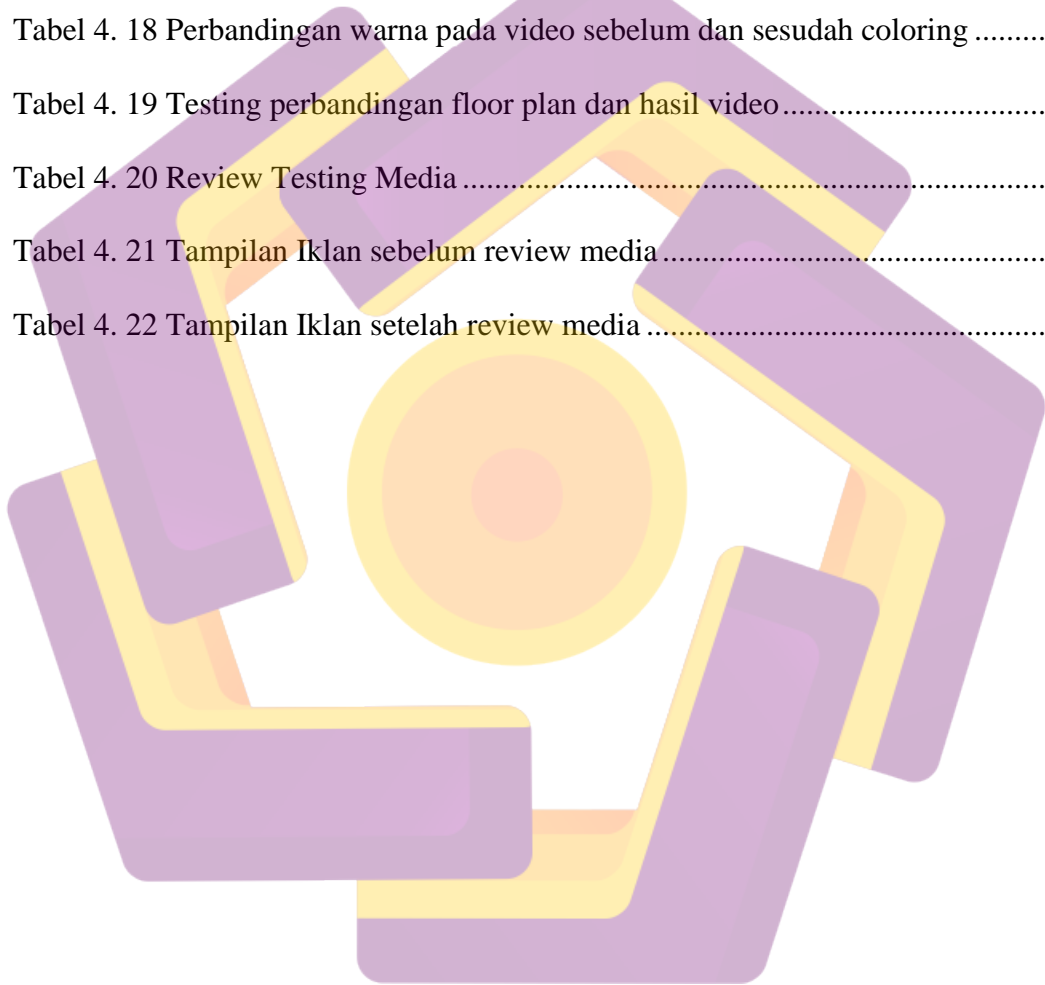 Tabel 4. 18 Perbandingan warna pada video sebelum dan sesudah coloring .........
Tabel 4. 19 Testing perbandingan floor plan dan hasil video.................................
Tabel 4. 20 Review Testing Media .........................................................................
Tabel 4. 21 Tampilan Iklan sebelum review media................................................
Tabel 4. 22 Tampilan Iklan setelah review media ..................................................